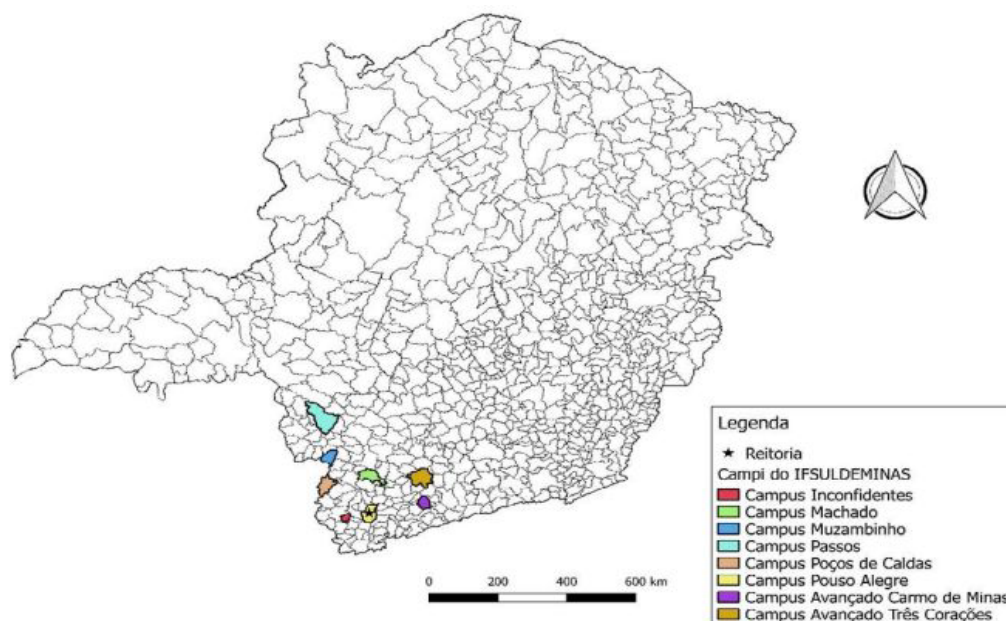 Legenda
Reitoria
Campi do IFSULDEMINAS
Campus Inconfidentes
Campus Machado
Campus Muzambinho
Campus Passos
Campus Poços de Caldas
Campus Pouso Alegre
Campus Avançado Carmo de Minas
Campus Avançado Três Corações
0 200 400 600 km